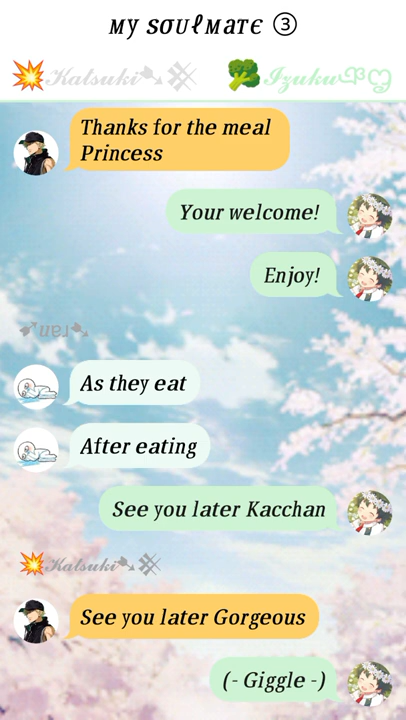 my soulmate ③
💥Katsuki
🥦Izuku
Thanks for the meal
Princess
Your welcome!
Enjoy!
ran
As they eat
After eating
See you later Kacchan
💥Katsuki
See you later Gorgeous
(- Giggle -)